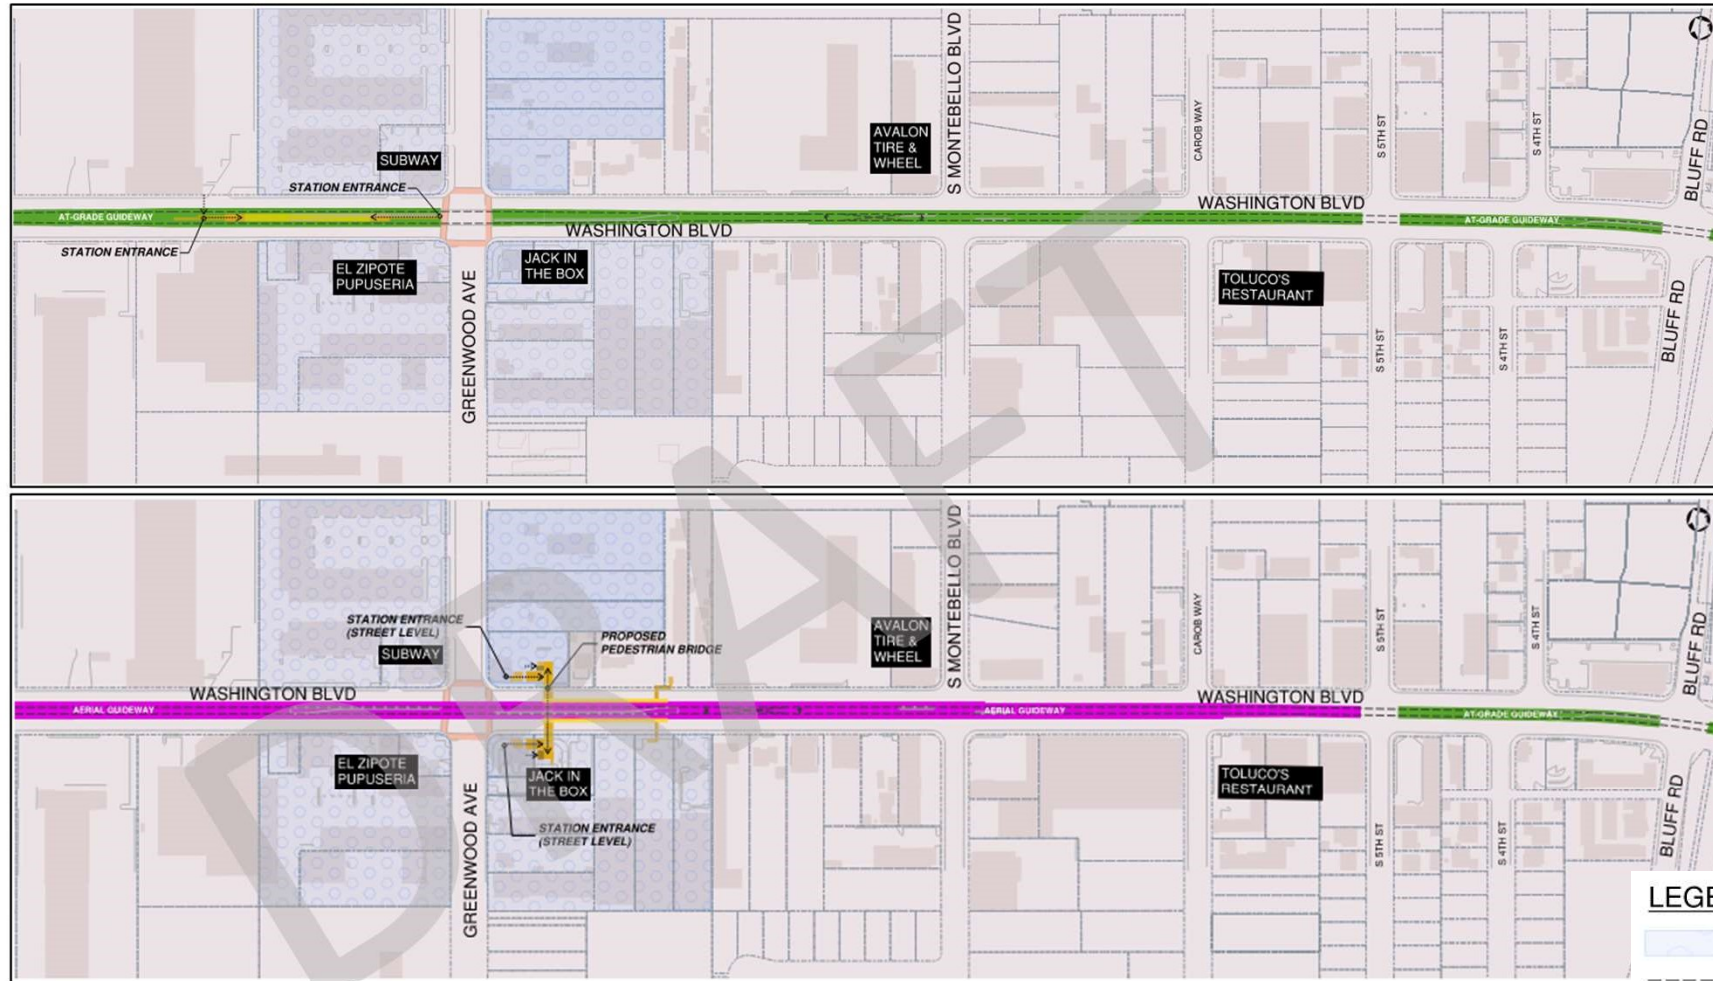 S MONTEBELLO BLVD
AVALON
TIRE &
WHEEL
CAROB WAY
S 5TH ST
S 4TH ST
BLUFF RD
SUBWAY
STATION ENTRANCE
AT-GRADE GUIDEWAY
WASHINGTON BLVD
WASHINGTON BLVD
AT-GRADE GUIDEWAY
STATION ENTRANCE
EL ZIPOTE
PUPUSERIA
JACK IN
THE BOX
GREENWOOD AVE
TOLUCO'S
RESTAURANT
S 5TH ST
S 4TH ST
BLUFF RD
DRAFT
S MONTEBELLO BLVD
AVALON
TIRE &
WHEEL
CAROB WAY
S 5TH ST
S 4TH ST
BLUFF RD
STATION ENTRANCE
(STREET LEVEL)
SUBWAY
PROPOSED
PEDESTRIAN BRIDGE
WASHINGTON BLVD
WASHINGTON BLVD
AERIAL GUIDEWAY
AERIAL GUIDEWAY
AT-GRADE GUIDEWAY
EL ZIPOTE
PUPUSERIA
JACK IN
THE BOX
TOLUCO'S
RESTAURANT
GREENWOOD AVE
STATION ENTRANCE
(STREET LEVEL)
S 5TH ST
S 4TH ST
BLUFF RD
LEGE